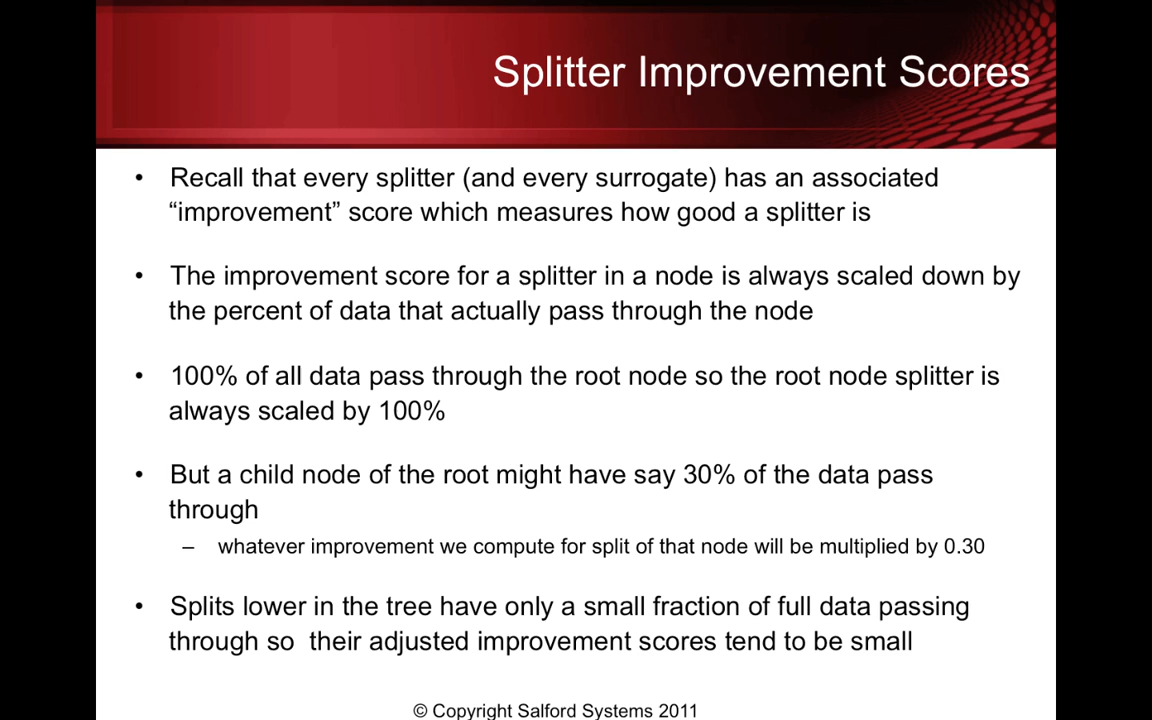 Splitter Improvement Scores
• Recall that every splitter (and every surrogate) has an associated
“improvement” score which measures how good a splitter is
• The improvement score for a splitter in a node is always scaled down by
the percent of data that actually pass through the node
• 100% of all data pass through the root node so the root node splitter is
always scaled by 100%
• But a child node of the root might have say 30% of the data pass
through
– whatever improvement we compute for split of that node will be multiplied by 0.30
• Splits lower in the tree have only a small fraction of full data passing
through so  their adjusted improvement scores tend to be small
© Copyright Salford Systems 2011